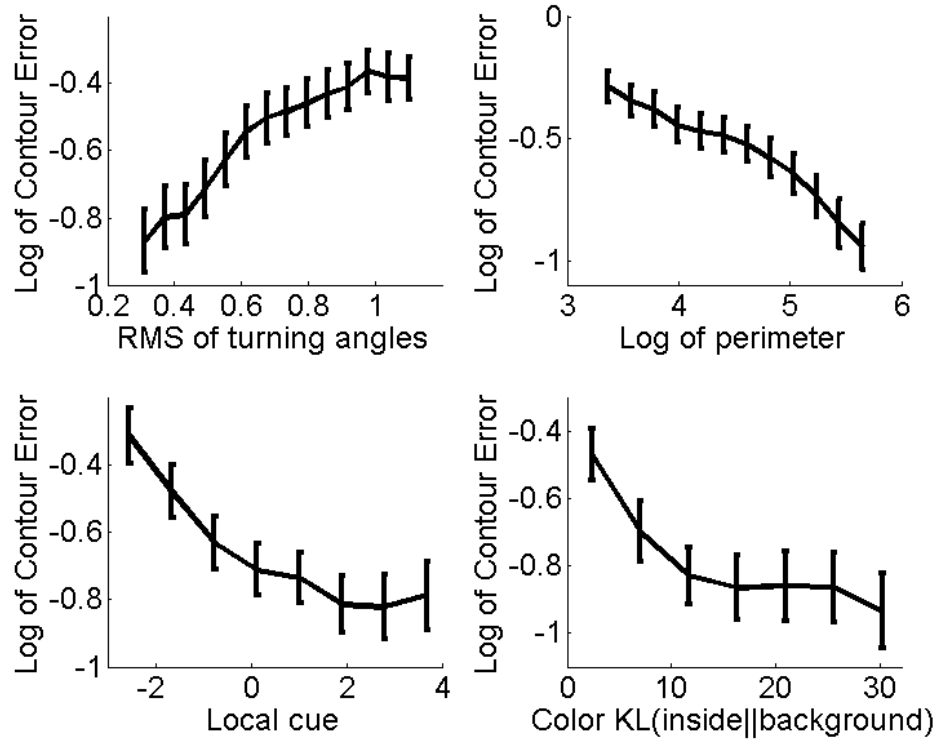 Log of Contour Error
-0.4
-0.6
-0.8
-1
0.2 0.4 0.6 0.8 1
RMS of turning angles
Log of Contour Error
0
-0.5
-1
3 4 5 6
Log of perimeter
Log of Contour Error
-0.4
-0.6
-0.8
-1
-2 0 2 4
Local cue
Log of Contour Error
-0.4
-0.6
-0.8
-1
0 10 20 30
Color KL(inside||background)